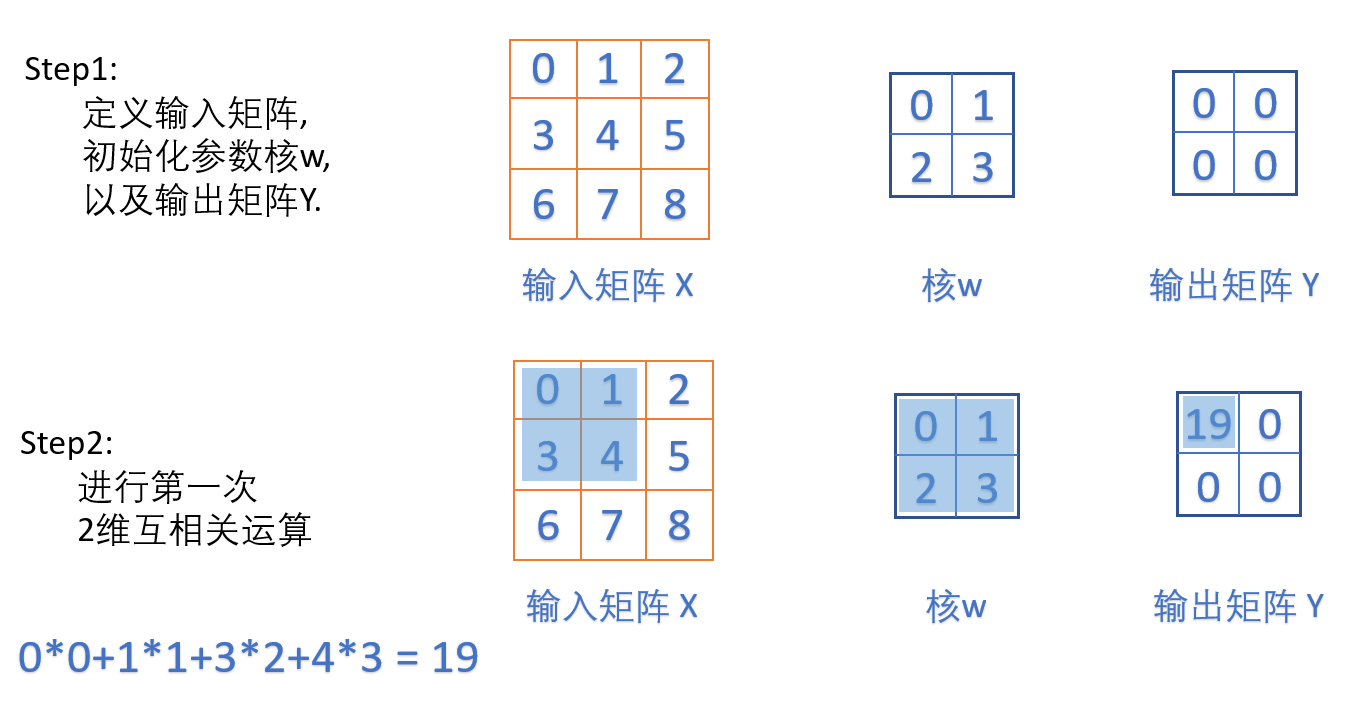 Step1:
定义输入矩阵,
初始化参数核w,
以及输出矩阵Y.
0 1 2
3 4 5
6 7 8
输入矩阵 X
0 1
2 3
核w
0 0
0 0
输出矩阵 Y
Step2:
进行第一次
2维互相关运算
0 1 2
3 4 5
6 7 8
输入矩阵 X
0 1
2 3
核w
19 0
0 0
输出矩阵 Y
0*0+1*1+3*2+4*3 = 19